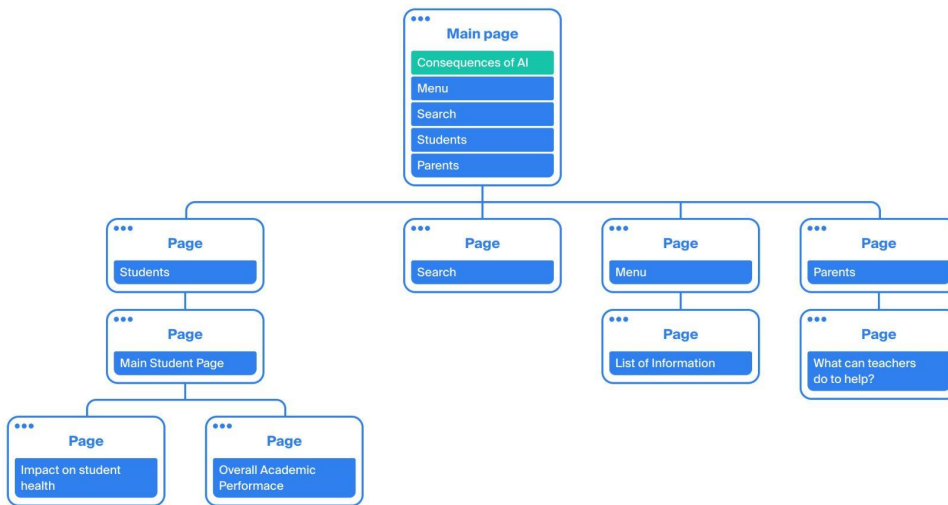 Main page
Consequences of AI
Menu
Search
Students
Parents
Page
Students
Page
Search
Page
Menu
Page
Parents
Page
Main Student Page
Page
List of Information
Page
What can teachers
do to help?
Page
Impact on student
health
Page
Overall Academic
Performace